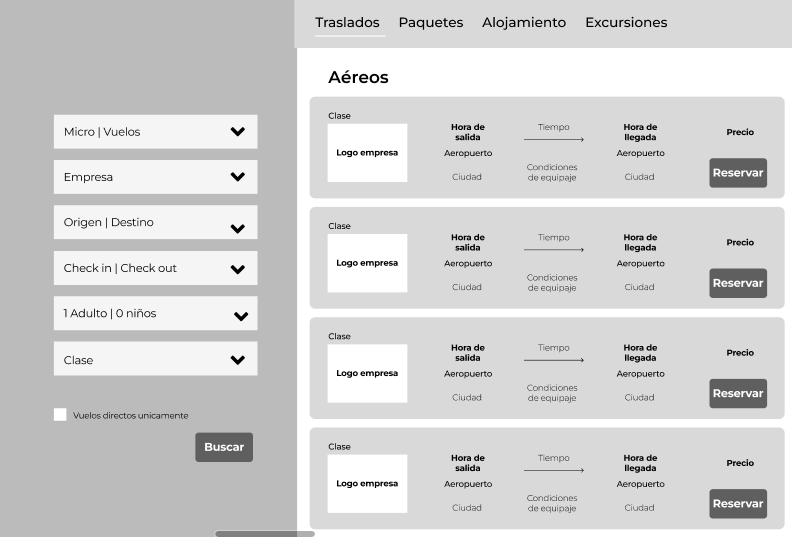 Traslados Paquetes Alojamiento Excursiones
Micro | Vuelos
Empresa
Origen | Destino
Check in | Check out
1 Adulto | 0 niños
Clase
Vuelos directos unicamente
Buscar
Aéreos
Clase
Logo empresa
Hora de
salida
Aeropuerto
Ciudad
Tiempo
Condiciones
de equipaje
Hora de
llegada
Aeropuerto
Ciudad
Precio
Reservar
Clase
Logo empresa
Hora de
salida
Aeropuerto
Ciudad
Tiempo
Condiciones
de equipaje
Hora de
llegada
Aeropuerto
Ciudad
Precio
Reservar
Clase
Logo empresa
Hora de
salida
Aeropuerto
Ciudad
Tiempo
Condiciones
de equipaje
Hora de
llegada
Aeropuerto
Ciudad
Precio
Reservar
Clase
Logo empresa
Hora de
salida
Aeropuerto
Ciudad
Tiempo
Condiciones
de equipaje
Hora de
llegada
Aeropuerto
Ciudad
Precio
Reservar